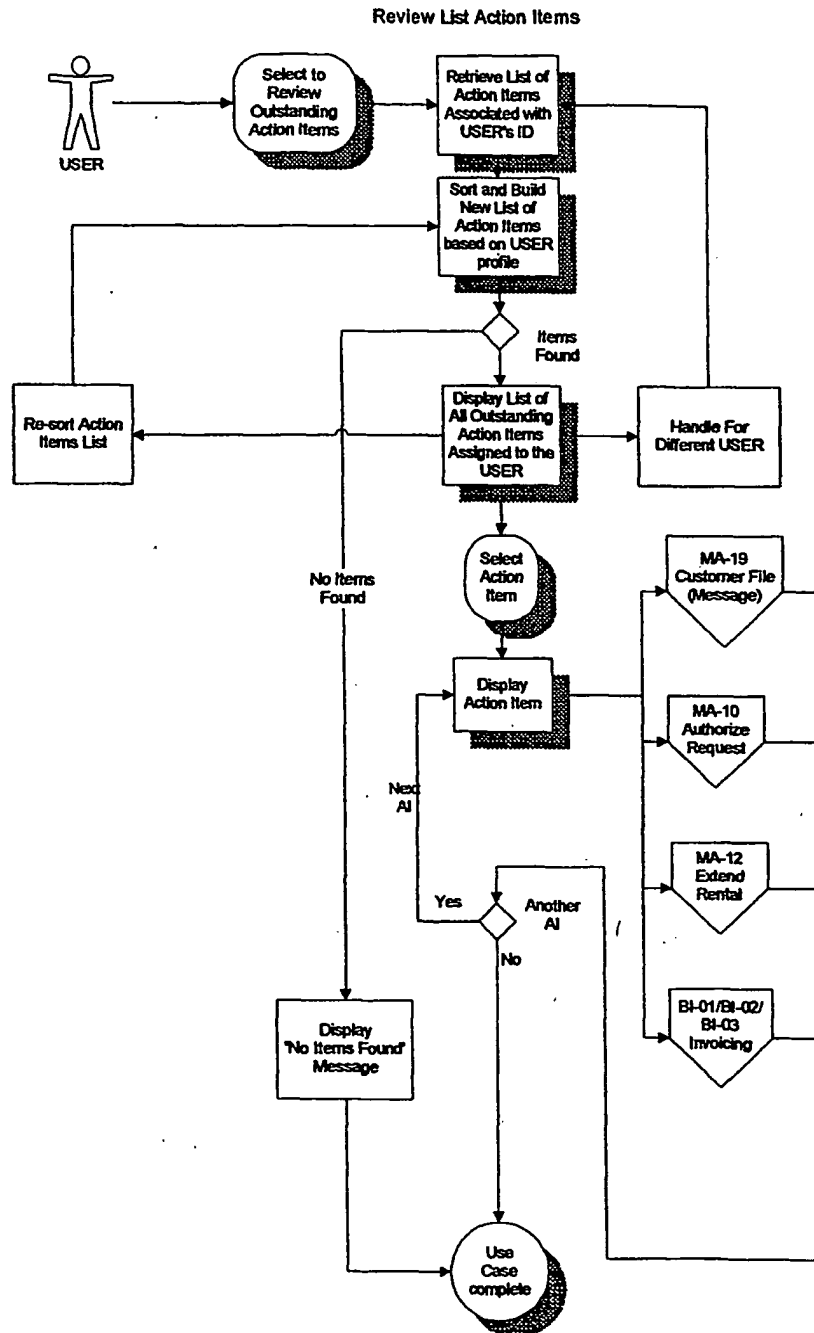 Review List Action Items
USER
Select to
Review
Outstanding
Action Items
Retrieve List of
Action Items
Associated with
USER's ID
Sort and Build
New List of
Action Items
based on USER
profile
Items
Found
Re-sort Action
Items List
Display List of
All Outstanding
Action Items
Assigned to the
USER
Handle For
Different USER
No Items
Found
Select
Action
Item
MA-19
Customer File
(Message)
Display
Action Item
MA-10
Authorize
Request
Next
AI
MA-12
Extend
Rental
Yes
Another
AI
No
BI-01/BI-02/
BI-03
Invoicing
Display
"No Items Found"
Message
Use
Case
complete